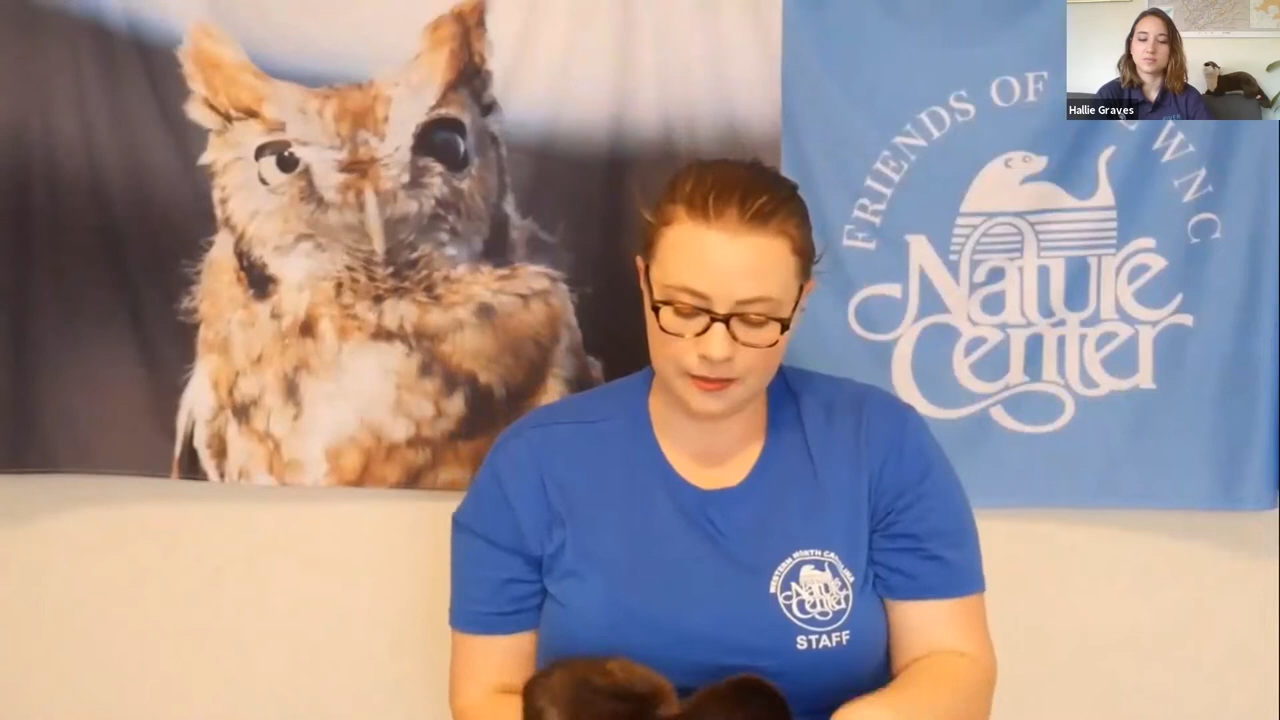 Hallie Graves
FRIENDS OF WNC
Nature
Center
WESTERN NORTH CAROLINA
Nature
Center
STAFF